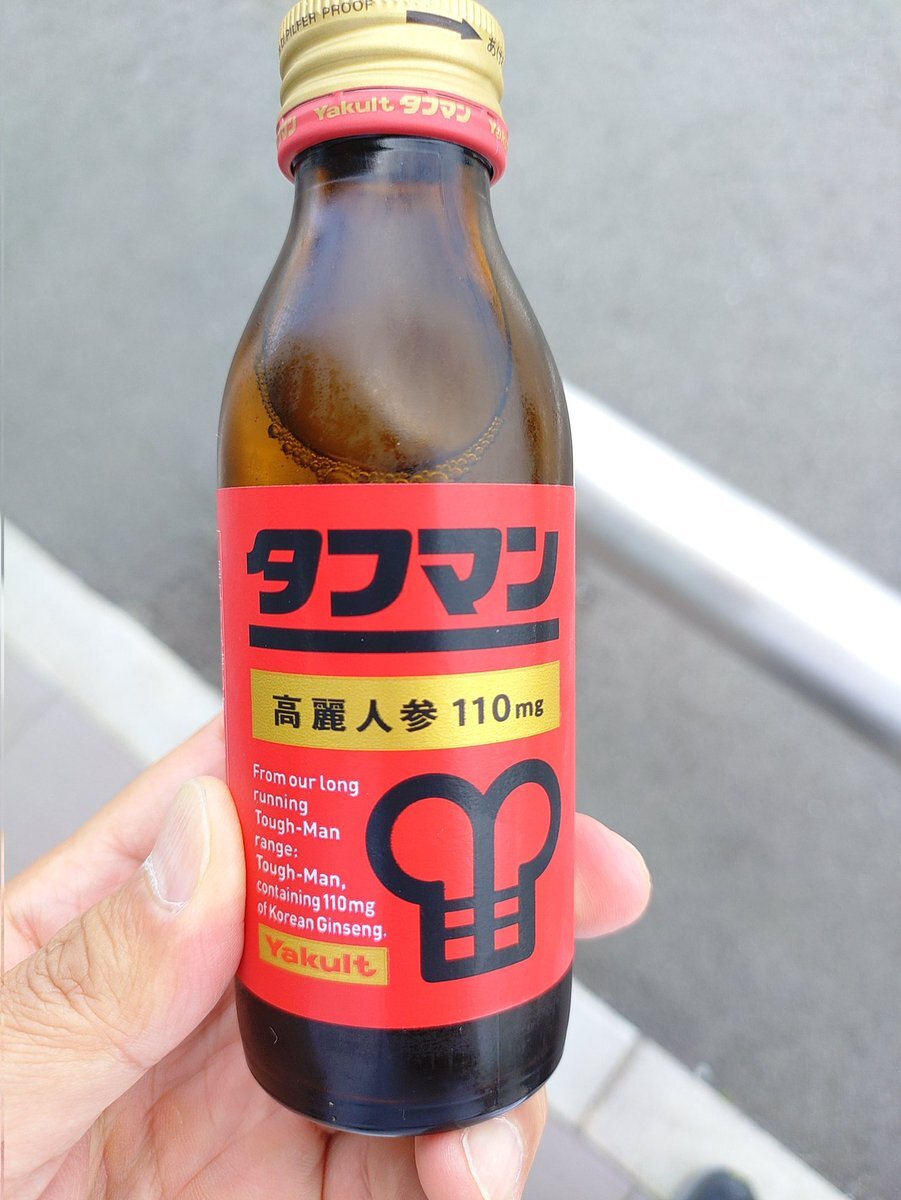 PILFER PROOF
Yakult タフマン
タフマン
高麗人参 110mg
From our long
running
Tough-Man
range:
Tough-Man,
containing 110mg
of Korean Ginseng.
Yakult